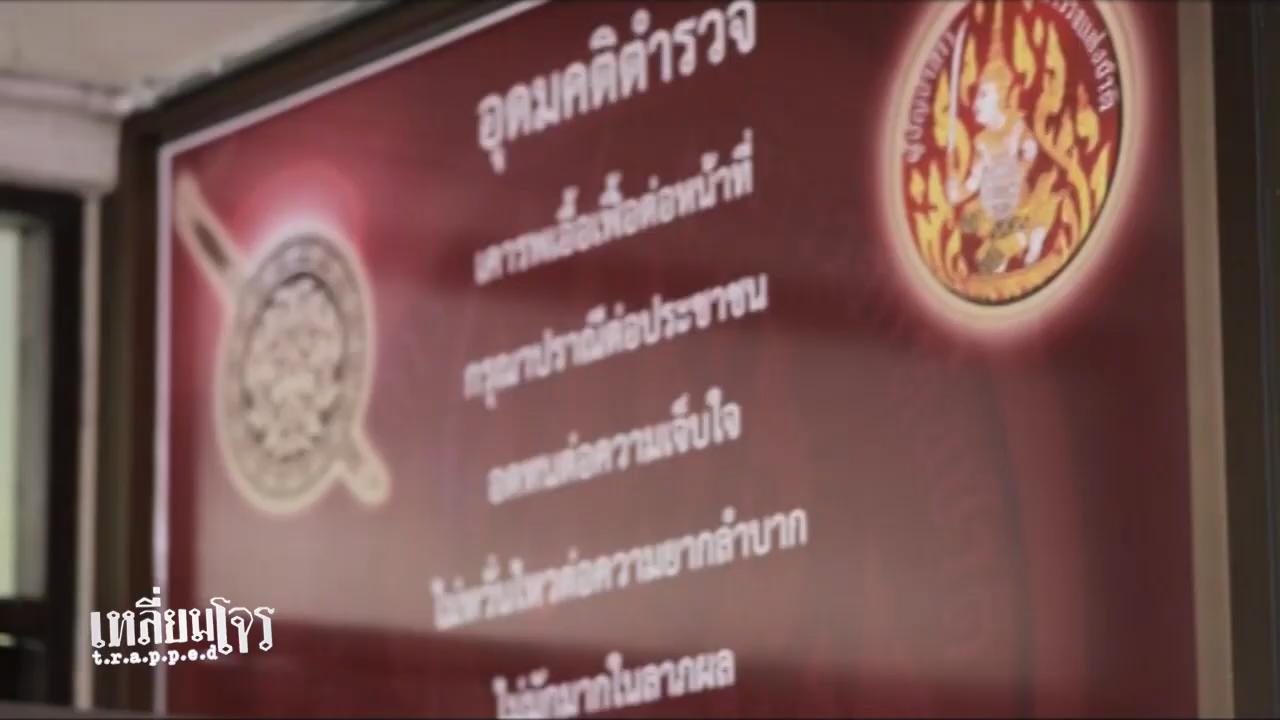 อุดมคติตำรวจ
เคารพเอื้อเฟื้อต่อหน้าที่
กรุณาปราณีต่อประชาชน
อดทนต่อความเจ็บใจ
ไม่หวั่นไหวต่อความยากลำบาก
ไม่มักมากในลาภผล
เหลี่ยมโจร
t.r.a.p.p.e.d